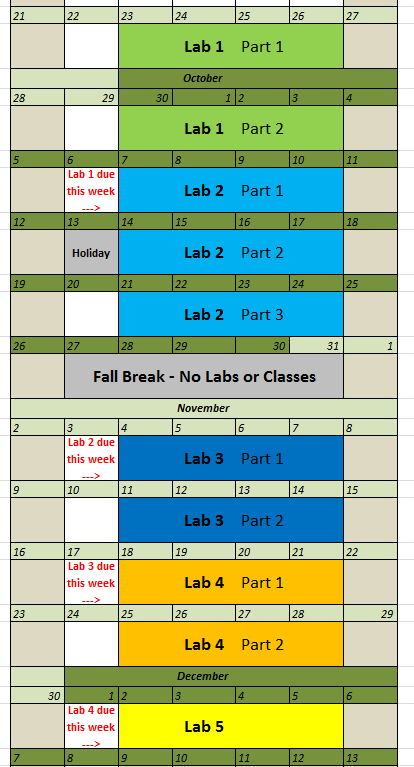 21 22 23 24 25 26 27
Lab 1 Part 1
October
28 29 30 1 2 3 4
Lab 1 Part 2
5 6 7 8 9 10 11
Lab 1 due
this week
--->
Lab 2 Part 1
12 13 14 15 16 17 18
Holiday
Lab 2 Part 2
19 20 21 22 23 24 25
Lab 2 Part 3
26 27 28 29 30 31 1
Fall Break - No Labs or Classes
November
2 3 4 5 6 7 8
Lab 2 due
this week
--->
Lab 3 Part 1
9 10 11 12 13 14 15
Lab 3 Part 2
16 17 18 19 20 21 22
Lab 3 due
this week
--->
Lab 4 Part 1
23 24 25 26 27 28 29
Lab 4 Part 2
December
30 1 2 3 4 5 6
Lab 4 due
this week
--->
Lab 5
7 8 9 10 11 12 13